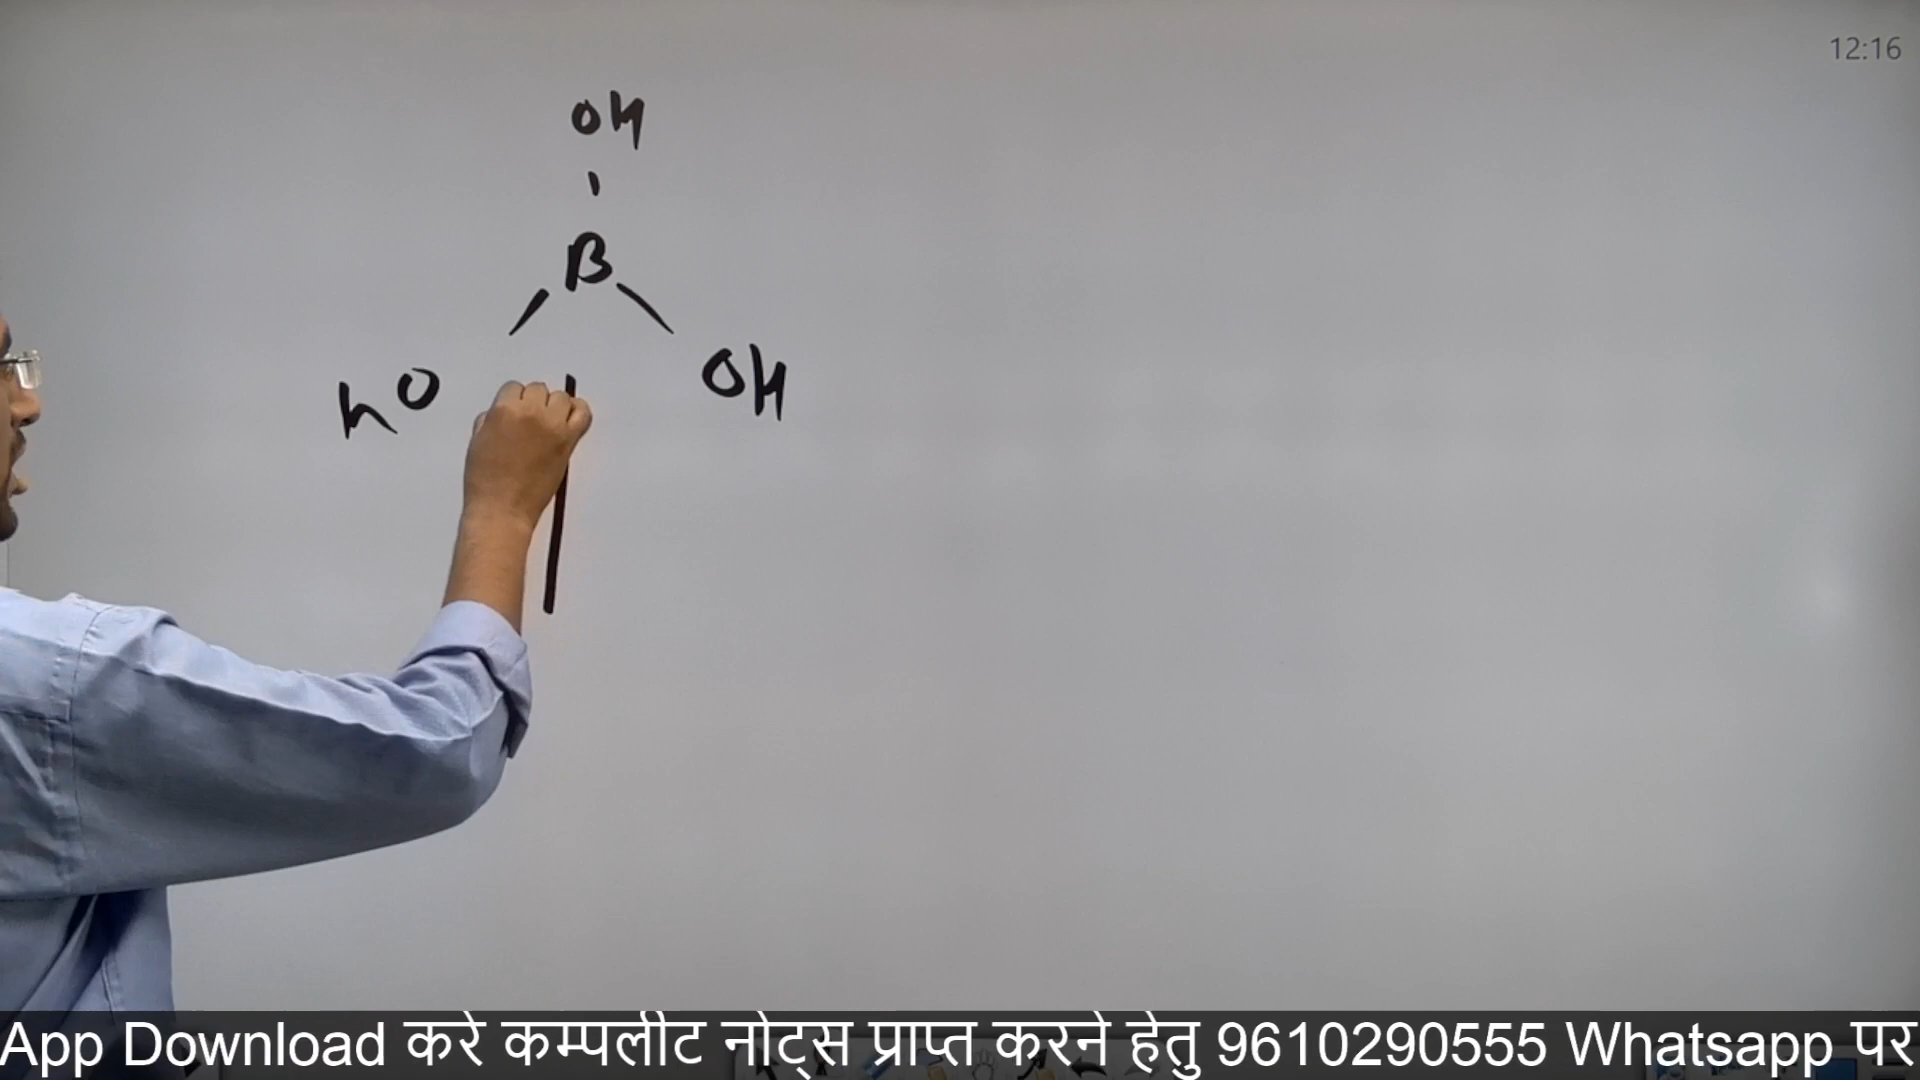 12:16
OH
B
HO
OH
App Download करे कम्पलीट नोट्स प्राप्त करने हेतु 9610290555 Whatsapp पर